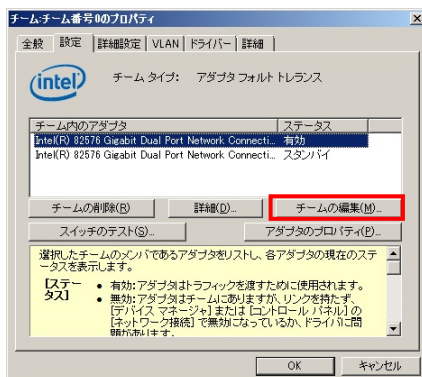 チーム:チーム番号0のプロパティ
全般 設定 詳細設定 VLAN ドライバー 詳細
intel チーム タイプ: アダプタ フォルト トレランス
チーム内のアダプタ ステータス
Intel(R) 82576 Gigabit Dual Port Network Connecti... 有効
Intel(R) 82576 Gigabit Dual Port Network Connecti... スタンバイ
チームの削除(R) 詳細(D)... チームの編集(M)...
スイッチのテスト(S)... アダプタのプロパティ(P)...
選択したチームのメンバであるアダプタをリストし、各アダプタの現在のステ
ータスを表示します。
[ステー • 有効: アダプタはトラフィックを渡すために使用されます。
タス] • 無効: アダプタはチームにありますが、リンクを持たず、
[デバイス マネージャ] または [コントロール パネル] の
[ネットワーク接続] で無効になっているか、ドライバに問
題があります。
OK キャンセル